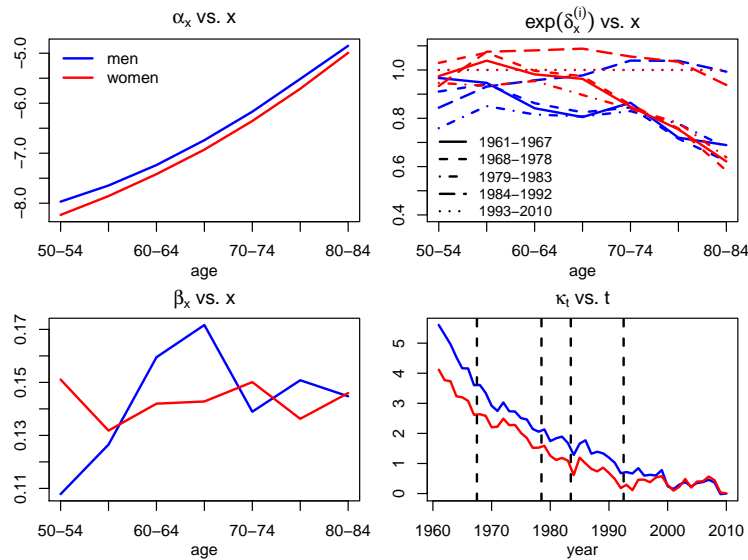 αₓ vs. x
men
women
-5.0
-6.0
-7.0
-8.0
50–54 60–64 70–74 80–84
age
exp(δₓ⁽ⁱ⁾) vs. x
1.0
0.8
0.6
0.4
1961–1967
1968–1978
1979–1983
1984–1992
1993–2010
50–54 60–64 70–74 80–84
age
βₓ vs. x
0.17
0.15
0.13
0.11
50–54 60–64 70–74 80–84
age
κₜ vs. t
5
4
3
2
1
0
1960 1970 1980 1990 2000 2010
year